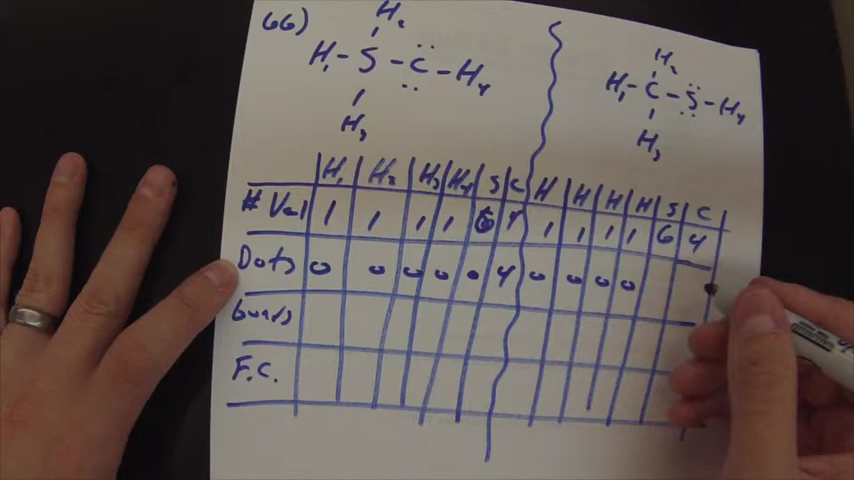 66)
H₂
H₁-S-C̈-H₄
H₃
H₂
H₁-C-S̈-H₄
H₃
H₁ H₂ H₃ H₄ S C H H H H S C
# Val 1 1 1 1 6 4 1 1 1 1 6 4
Dots 0 0 0 0 0 4 0 0 0 0
Bonds
F.C.